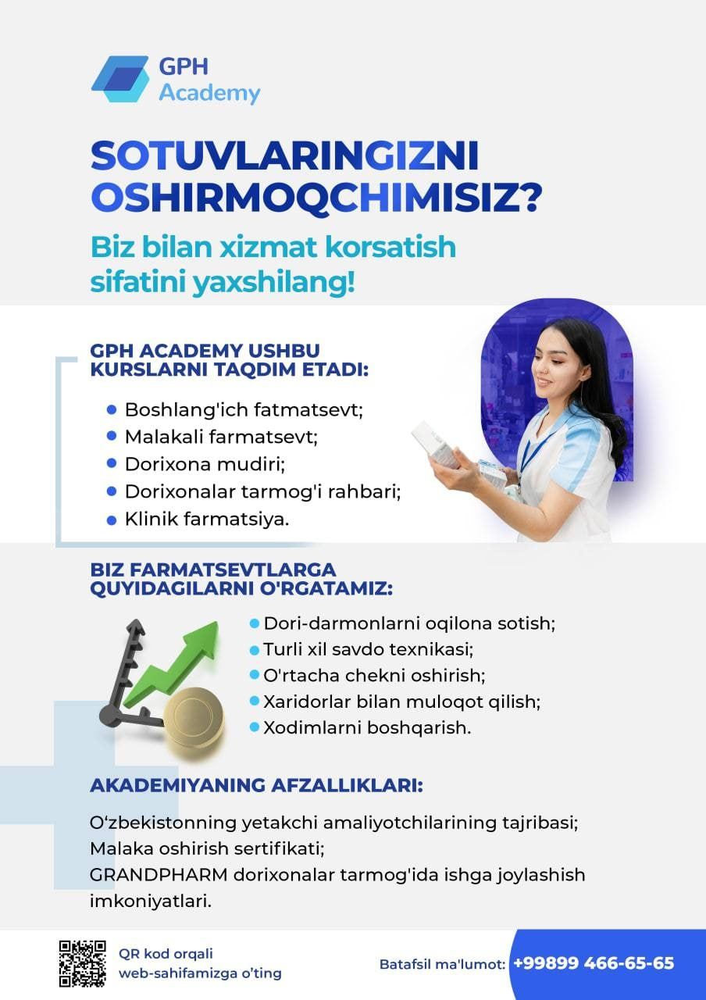 GPH
Academy
SOTUVLARINGIZNI
OSHIRMOQCHIMISIZ?
Biz bilan xizmat korsatish
sifatini yaxshilang!
GPH ACADEMY USHBU
KURSLARNI TAQDIM ETADI:
Boshlang'ich fatmatsevt;
Malakali farmatsevt;
Dorixona mudiri;
Dorixonalar tarmog'i rahbari;
Klinik farmatsiya.
BIZ FARMATSEVTLARGA
QUYIDAGILARNI O'RGATAMIZ:
Dori-darmonlarni oqilona sotish;
Turli xil savdo texnikasi;
O'rtacha chekni oshirish;
Xaridorlar bilan muloqot qilish;
Xodimlarni boshqarish.
AKADEMIYANING AFZALLIKLARI:
O‘zbekistonning yetakchi amaliyotchilarining tajribasi;
Malaka oshirish sertifikati;
GRANDPHARM dorixonalar tarmog'ida ishga joylashish
imkoniyatlari.
QR kod orqali
web-sahifamizga o’ting
Batafsil ma'lumot: +99899 466-65-65